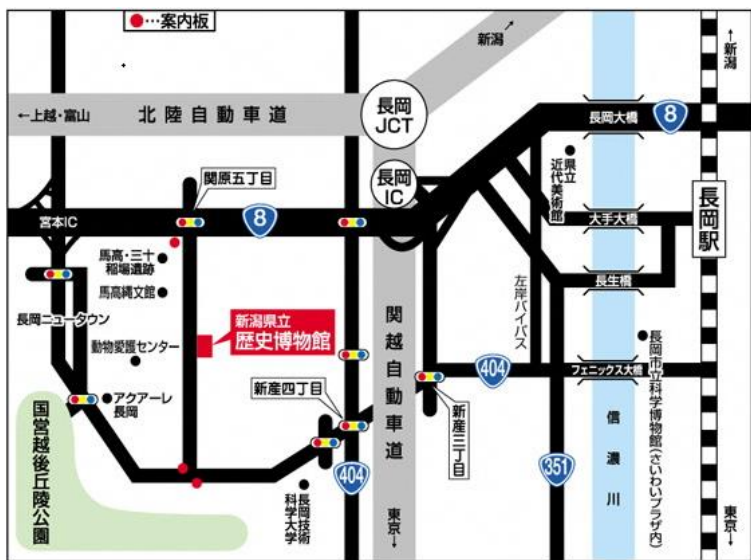 ●…案内板
新潟
←新潟
←上越・富山
北陸自動車道
長岡
JCT
長岡大橋
8
関原五丁目
長岡
IC
県立
近代美術館
宮本IC
8
大手大橋
長岡駅
馬高・三十
稲場遺跡
馬高縄文館
長生橋
長岡ニュータウン
新潟県立
歴史博物館
関越自動車道
左岸バイパス
動物愛護センター
404
フェニックス大橋
長岡市立科学博物館(さいわいプラザ内)
アクアーレ
長岡
新産四丁目
新産三丁目
国営越後丘陵公園
信濃川
404
351
長岡技術
科学大学
東京→
東京→